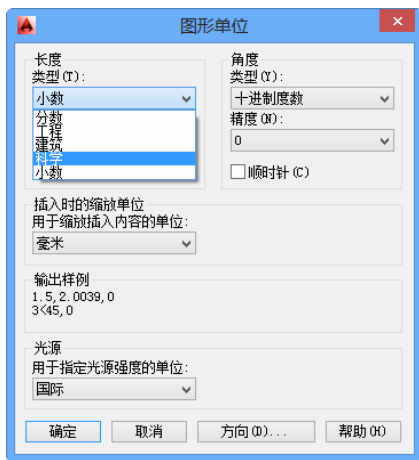 图形单位
长度
类型(T):
小数
分数
工程
建筑
科学
小数
角度
类型(Y):
十进制度数
精度(N):
0
顺时针(C)
插入时的缩放单位
用于缩放插入内容的单位:
毫米
输出样例
1.5,2.0039,0
3<45,0
光源
用于指定光源强度的单位:
国际
确定 取消 方向(D)... 帮助(H)